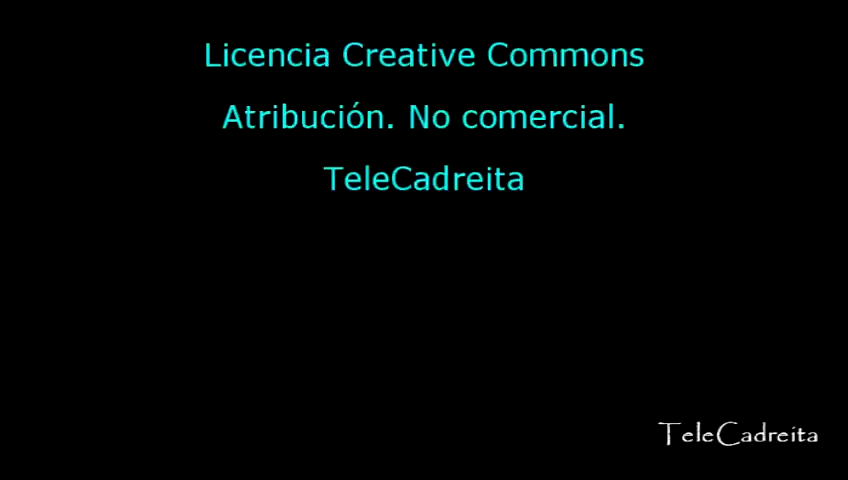 Licencia Creative Commons
Atribución. No comercial.
TeleCadreita
TeleCadreita